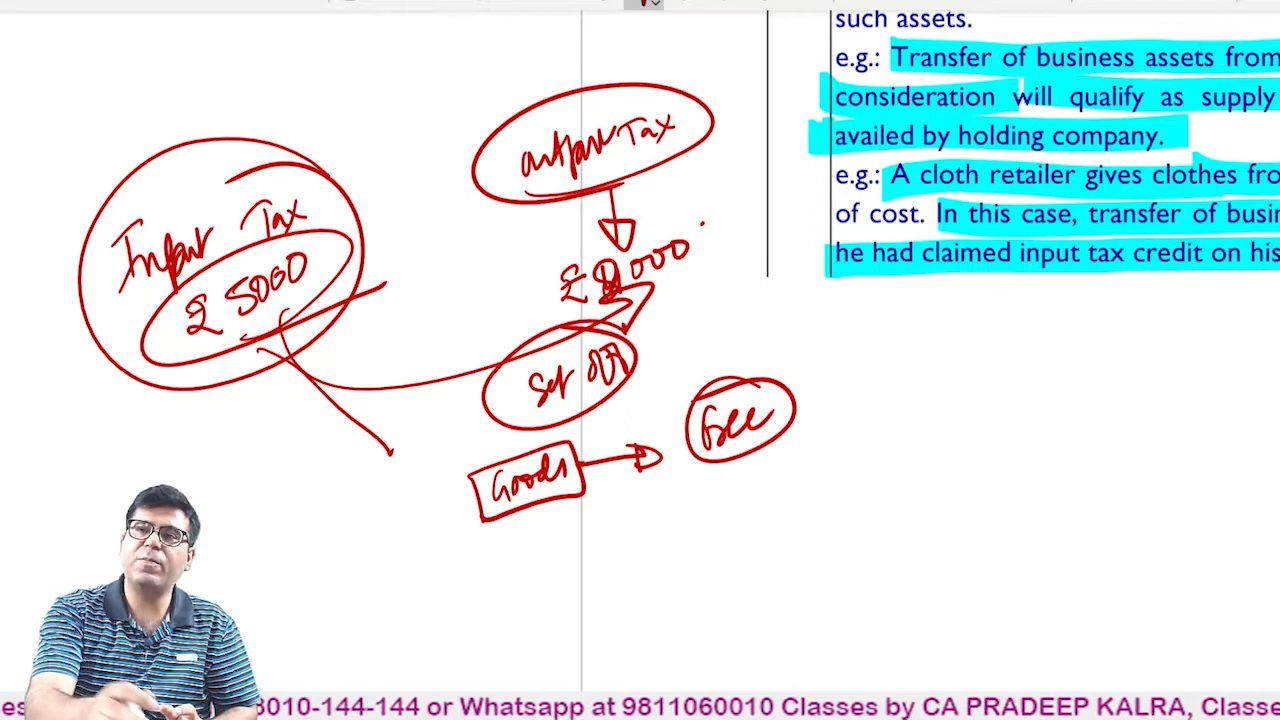 such assets.
e.g.: Transfer of business assets from
consideration will qualify as supply
availed by holding company.
e.g.: A cloth retailer gives clothes fro
of cost. In this case, transfer of busin
he had claimed input tax credit on his
Output Tax
Input Tax
₤ 5000
000
Set off
Goods
Free
8010-144-144 or Whatsapp at 9811060010 Classes by CA PRADEEP KALRA, Classe